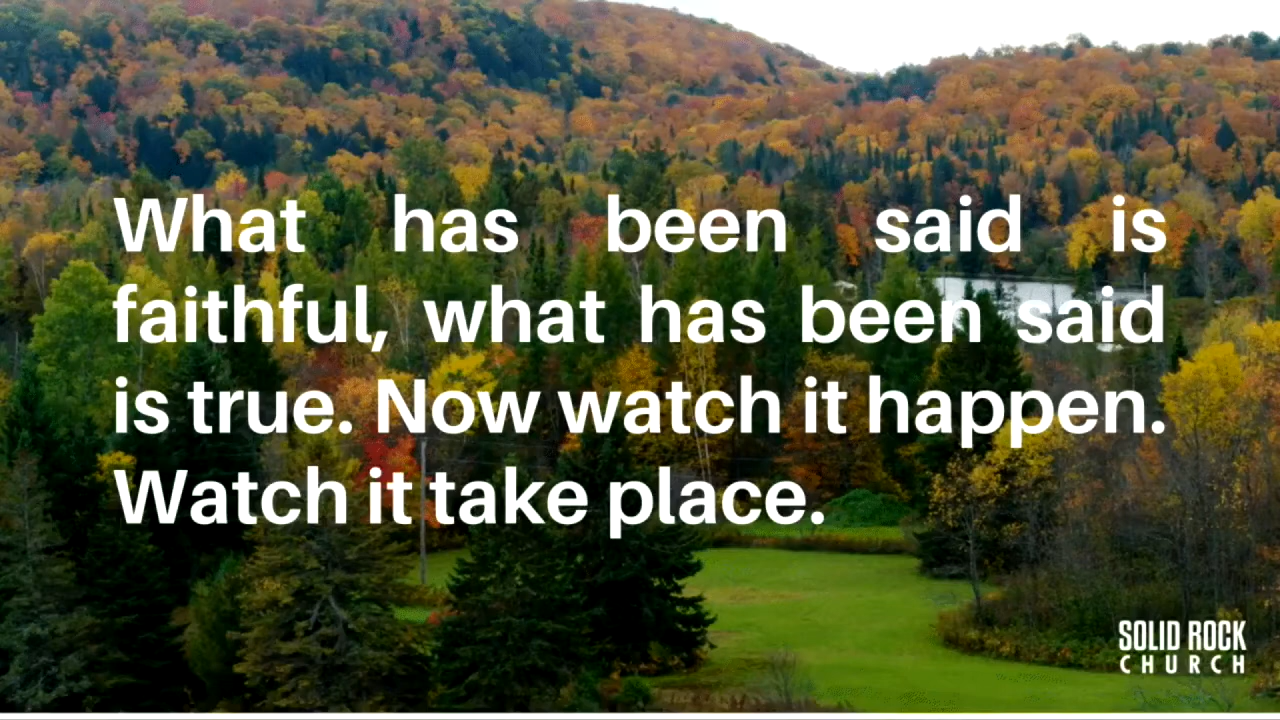 What has been said is
faithful, what has been said
is true. Now watch it happen.
Watch it take place.
SOLID ROCK
CHURCH